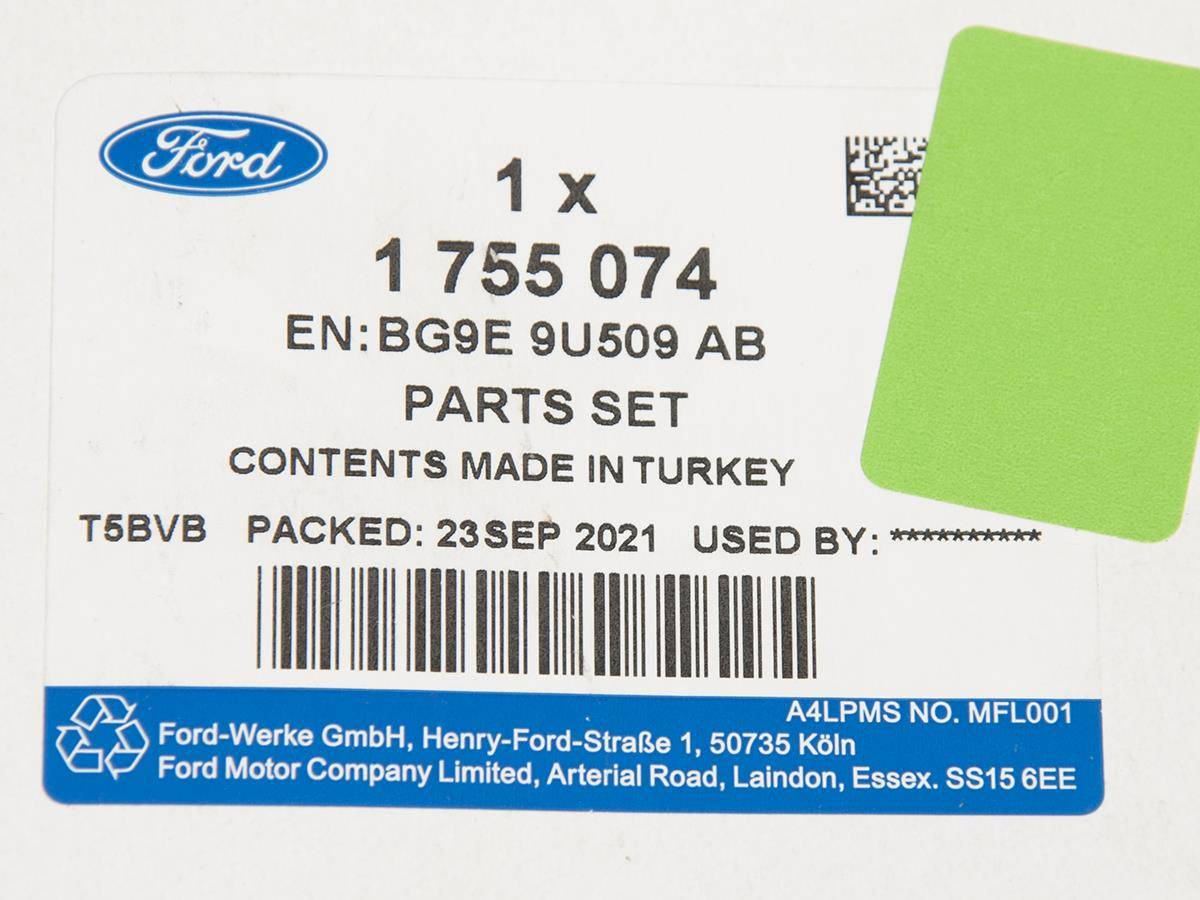 Ford
1 x
1 755 074
EN: BG9E 9U509 AB
PARTS SET
CONTENTS MADE IN TURKEY
T5BVB PACKED: 23SEP 2021 USED BY: **********
A4LPMS NO. MFL001
Ford-Werke GmbH, Henry-Ford-Straße 1, 50735 Köln
Ford Motor Company Limited, Arterial Road, Laindon, Essex. SS15 6EE